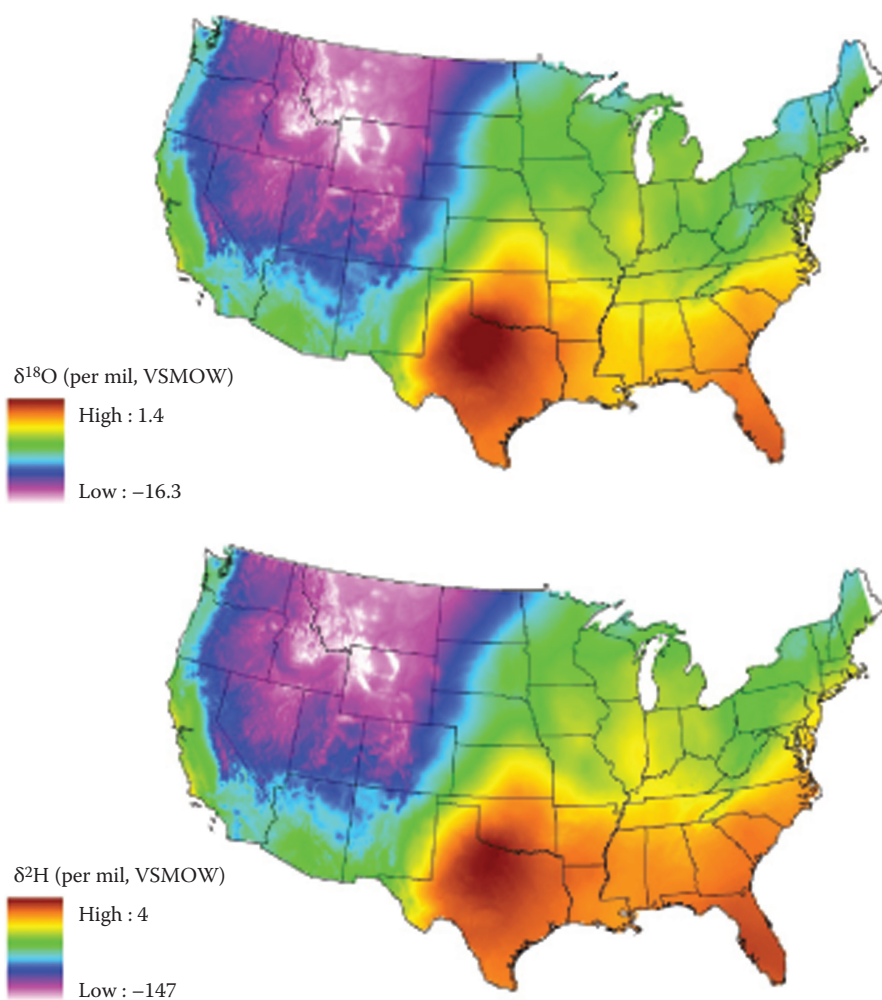 δ¹⁸O (per mil, VSMOW)
High : 1.4
Low : –16.3
δ²H (per mil, VSMOW)
High : 4
Low : –147